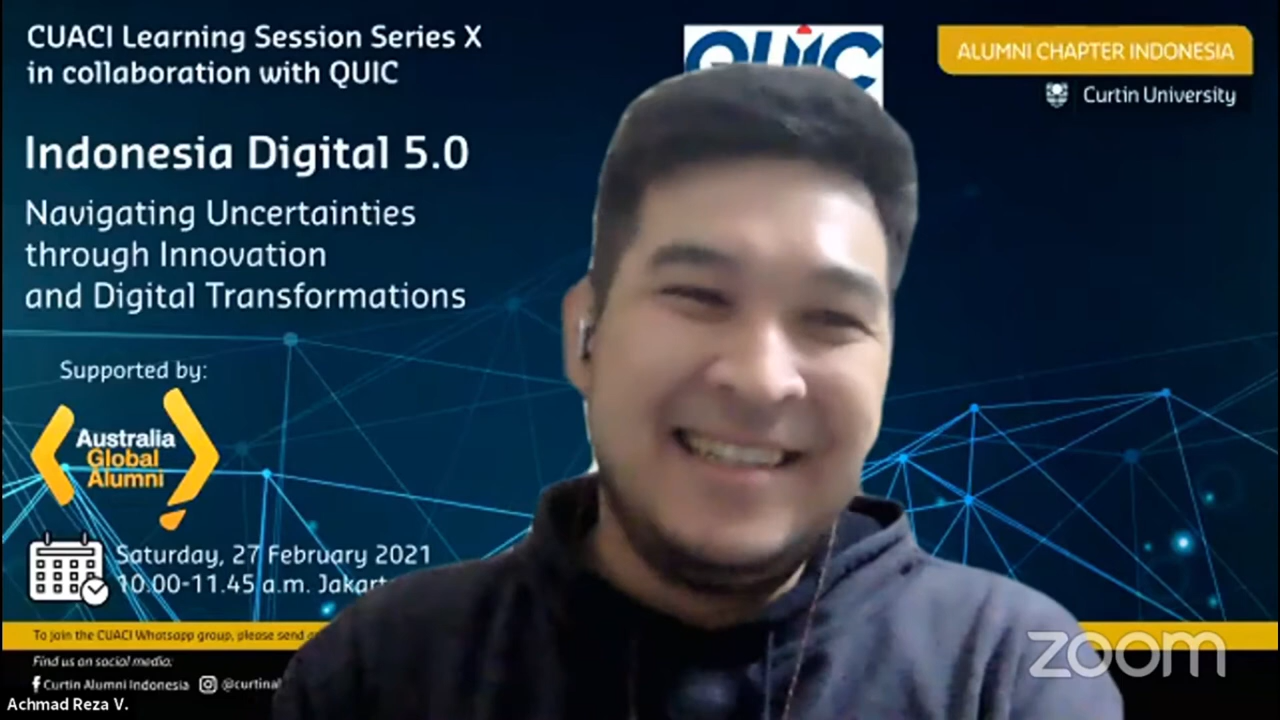 CUACI Learning Session Series X
in collaboration with QUIC
QUIC
ALUMNI CHAPTER INDONESIA
Curtin University
Indonesia Digital 5.0
Navigating Uncertainties
through Innovation
and Digital Transformations
Supported by:
Australia
Global
Alumni
Saturday, 27 February 2021
10.00-11.45 a.m.
To join the CUACI Whatsapp group, please send
Find us on social media:
Curtin Alumni Indonesia
Achmad Reza V.
zoom